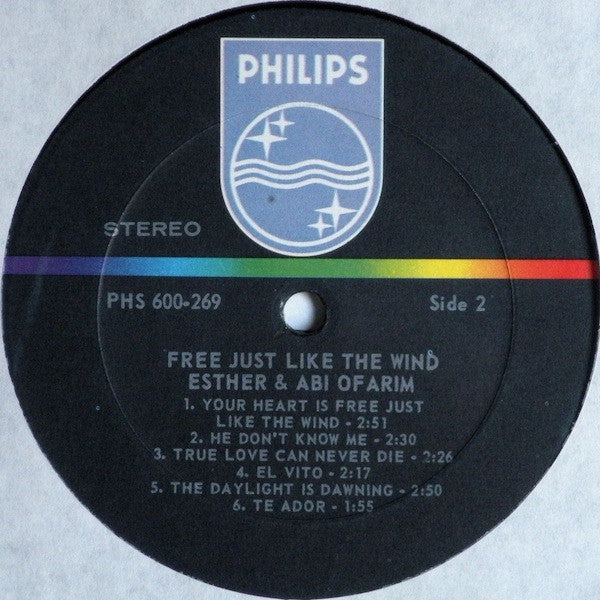 PHILIPS
STEREO
PHS 600-269 Side 2
FREE JUST LIKE THE WIND
ESTHER & ABI OFARIM
1. YOUR HEART IS FREE JUST
LIKE THE WIND - 2:51
2. HE DON'T KNOW ME - 2:30
3. TRUE LOVE CAN NEVER DIE - 2:26
4. EL VITO - 2:17
5. THE DAYLIGHT IS DAWNING - 2:50
6. TE ADOR - 1:55